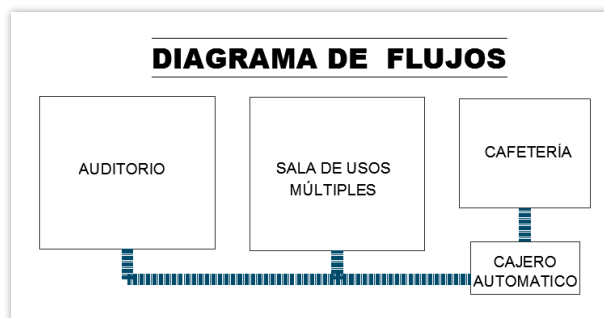 DIAGRAMA DE FLUJOS
AUDITORIO
SALA DE USOS
MÚLTIPLES
CAFETERÍA
CAJERO
AUTOMATICO